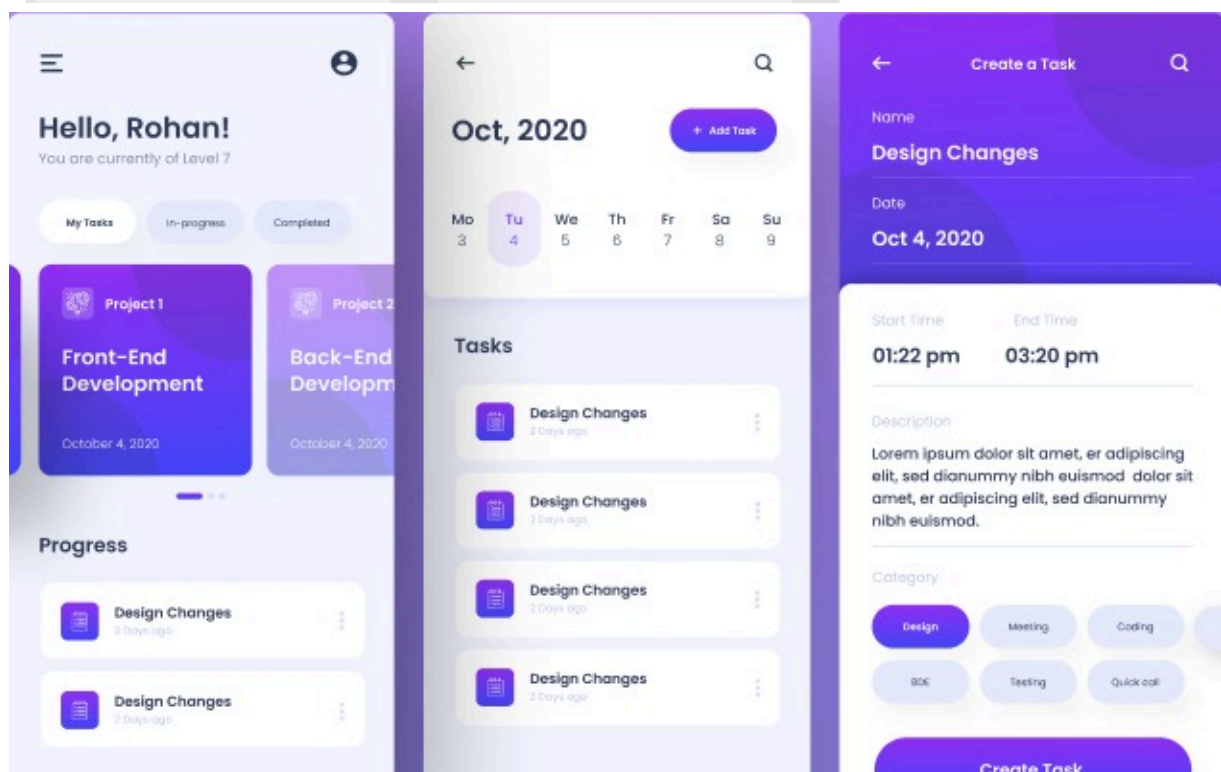 Hello, Rohan!
You are currently of Level 7
My Tasks
In-progress
Completed
Project 1
Front-End
Development
October 4, 2020
Project 2
Back-End
Developm
October 4, 2020
Progress
Design Changes
2 Days ago
Design Changes
2 Days ago
Oct, 2020
+ Add Task
Mo Tu We Th Fr Sa Su
3 4 5 6 7 8 9
Tasks
Design Changes
2 Days ago
Design Changes
2 Days ago
Design Changes
2 Days ago
Design Changes
2 Days ago
Create a Task
Name
Design Changes
Date
Oct 4, 2020
Start Time End Time
01:22 pm 03:20 pm
Description
Lorem ipsum dolor sit amet, er adipiscing
elit, sed dianummy nibh euismod dolor sit
amet, er adipiscing elit, sed dianummy
nibh euismod.
Category
Design Meeting Coding
BDE Testing Quick call
Create Task